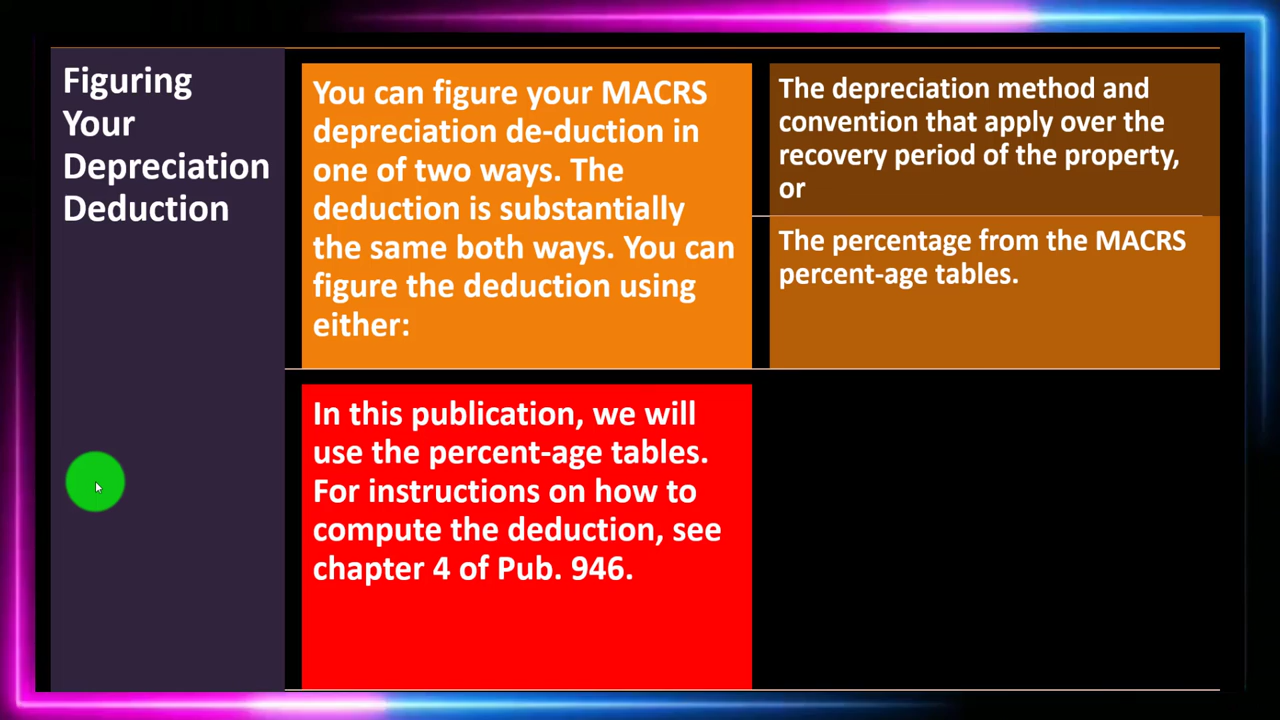 Figuring
Your
Depreciation
Deduction
You can figure your MACRS
depreciation de-duction in
one of two ways. The
deduction is substantially
the same both ways. You can
figure the deduction using
either:
The depreciation method and
convention that apply over the
recovery period of the property,
or
The percentage from the MACRS
percent-age tables.
In this publication, we will
use the percent-age tables.
For instructions on how to
compute the deduction, see
chapter 4 of Pub. 946.